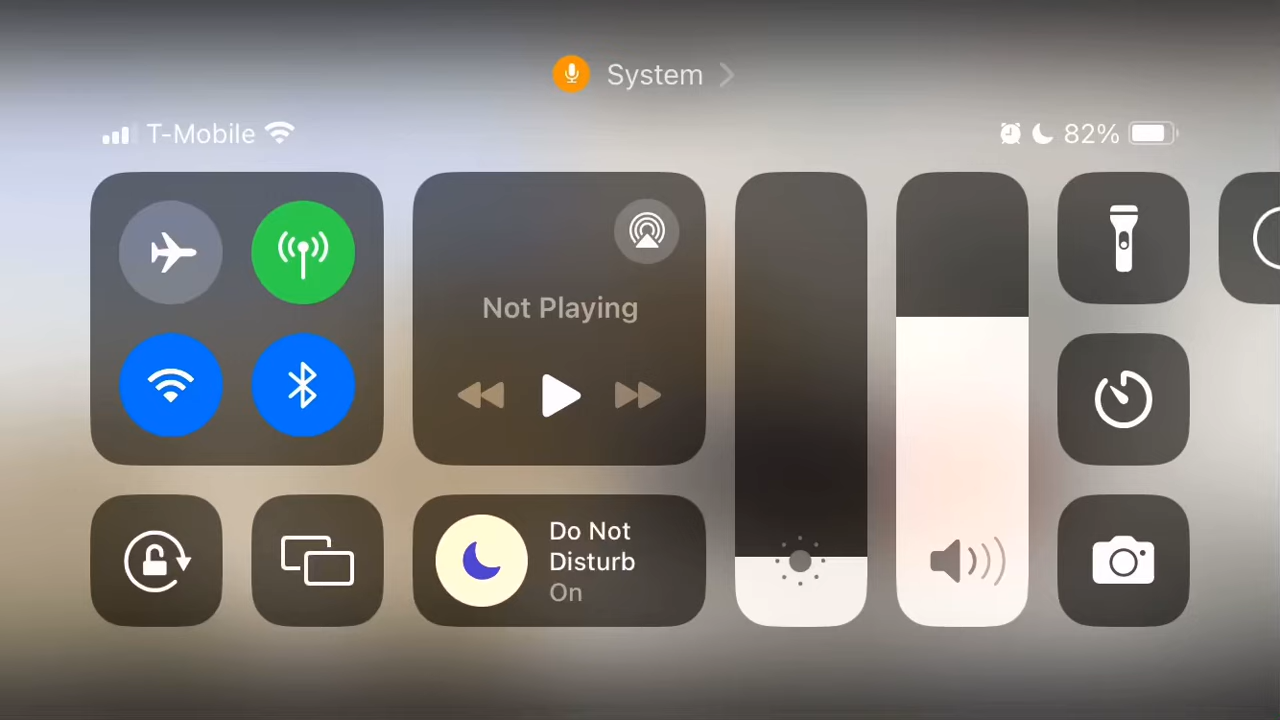 System
T-Mobile
82%
Not Playing
Do Not
Disturb
On